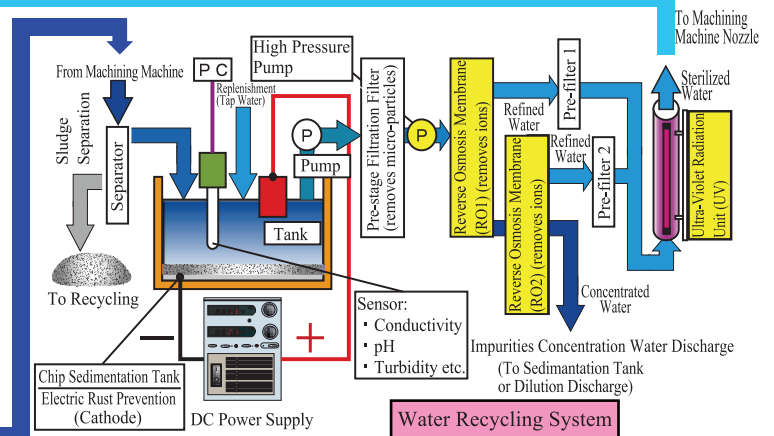 To Machining
Machine Nozzle
High Pressure
Pump
From Machining Machine
P C
Replenishment
(Tap Water)
Sludge
Separation
Separator
P
Pump
Pre-stage Filtration Filter
(removes micro-particles)
P
Reverse Osmosis Membrane
(RO1) (removes ions)
Refined
Water
Pre-filter 1
Sterilized
Water
Reverse Osmosis Membrane
(RO2) (removes ions)
Refined
Water
Pre-filter 2
Ultra-Violet Radiation
Unit (UV)
Tank
To Recycling
Sensor:
・Conductivity
・pH
・Turbidity etc.
Concentrated
Water
Impurities Concentration Water Discharge
(To Sedimantation Tank
or Dilution Discharge)
− +
Chip Sedimentation Tank
Electric Rust Prevention
(Cathode)
DC Power Supply
Water Recycling System